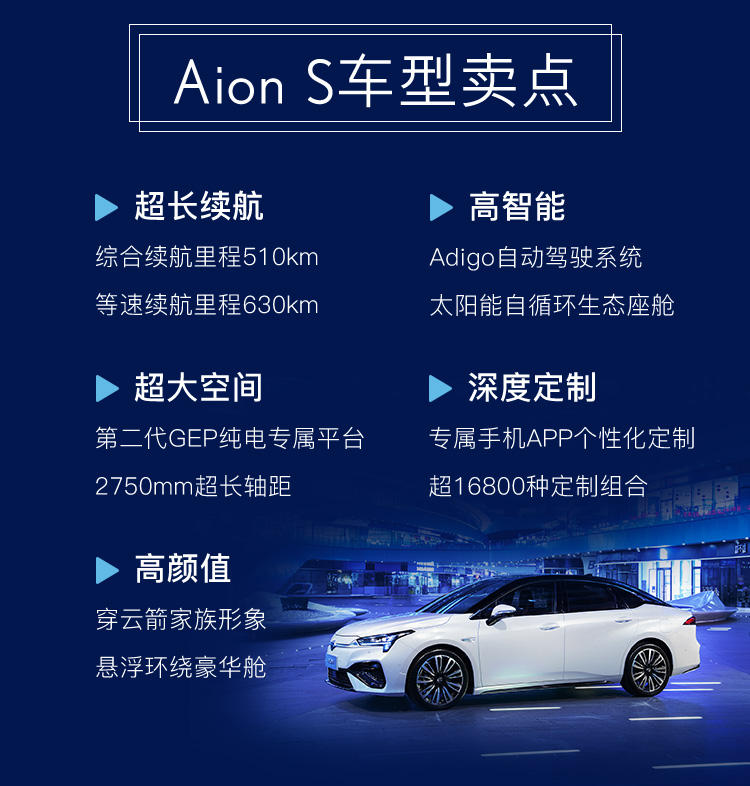 Aion S车型卖点
超长续航
综合续航里程510km
等速续航里程630km
高智能
Adigo自动驾驶系统
太阳能自循环生态座舱
超大空间
第二代GEP纯电专属平台
2750mm超长轴距
深度定制
专属手机APP个性化定制
超16800种定制组合
高颜值
穿云箭家族形象
悬浮环绕豪华舱